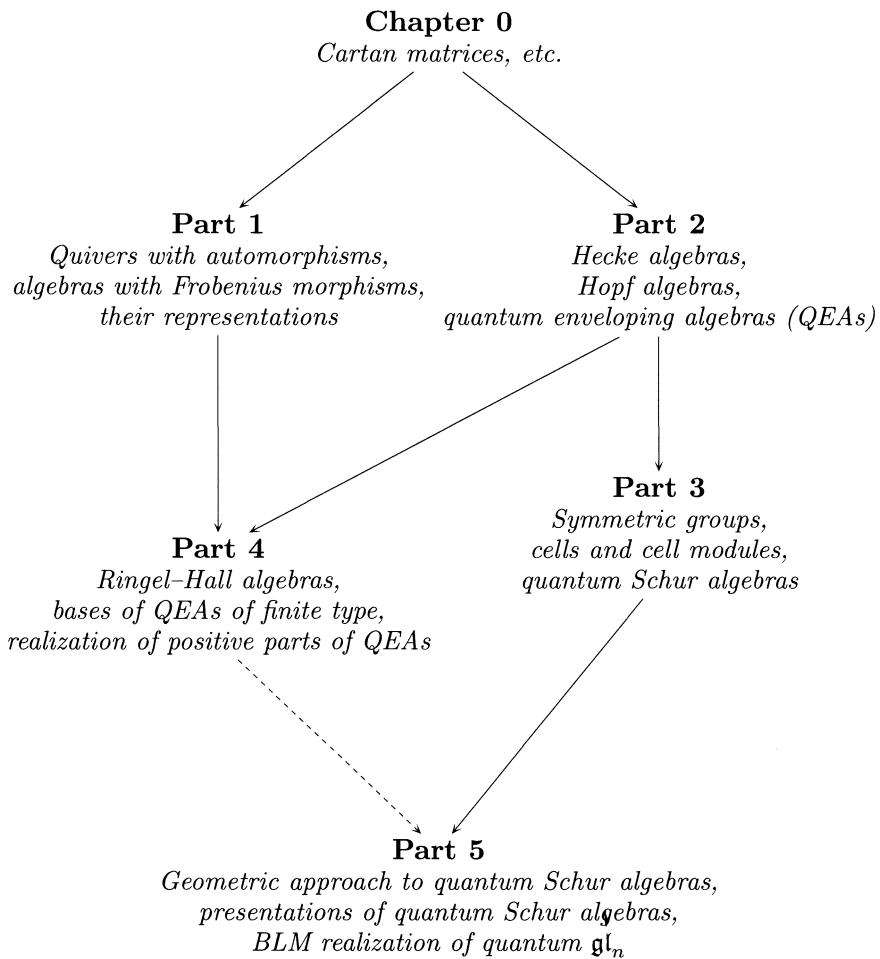 Chapter 0
Cartan matrices, etc.
Part 1
Quivers with automorphisms,
algebras with Frobenius morphisms,
their representations
Part 2
Hecke algebras,
Hopf algebras,
quantum enveloping algebras (QEAs)
Part 3
Symmetric groups,
cells and cell modules,
quantum Schur algebras
Part 4
Ringel–Hall algebras,
bases of QEAs of finite type,
realization of positive parts of QEAs
Part 5
Geometric approach to quantum Schur algebras,
presentations of quantum Schur algebras,
BLM realization of quantum 𝔤𝔩ₙ